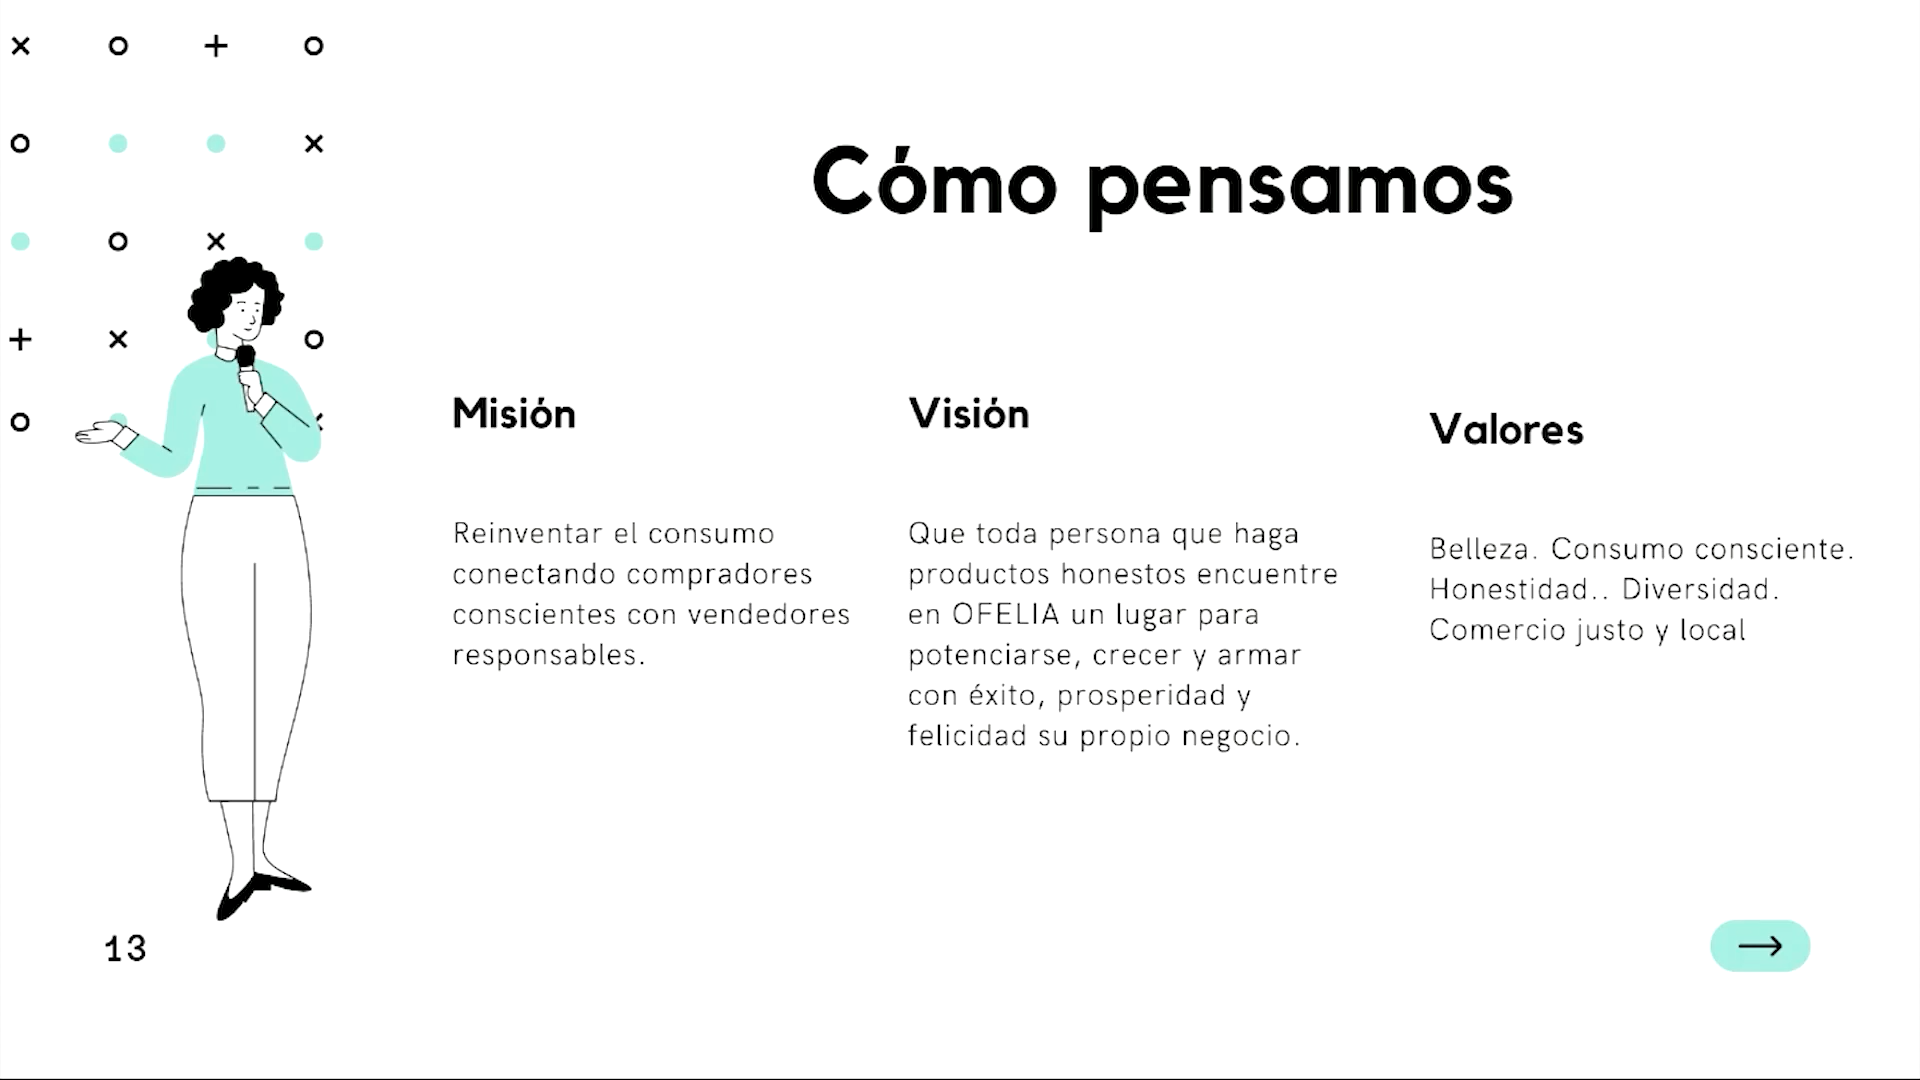 Cómo pensamos
Misión
Reinventar el consumo
conectando compradores
conscientes con vendedores
responsables.
Visión
Que toda persona que haga
productos honestos encuentre
en OFELIA un lugar para
potenciarse, crecer y armar
con éxito, prosperidad y
felicidad su propio negocio.
Valores
Belleza. Consumo consciente.
Honestidad.. Diversidad.
Comercio justo y local
13